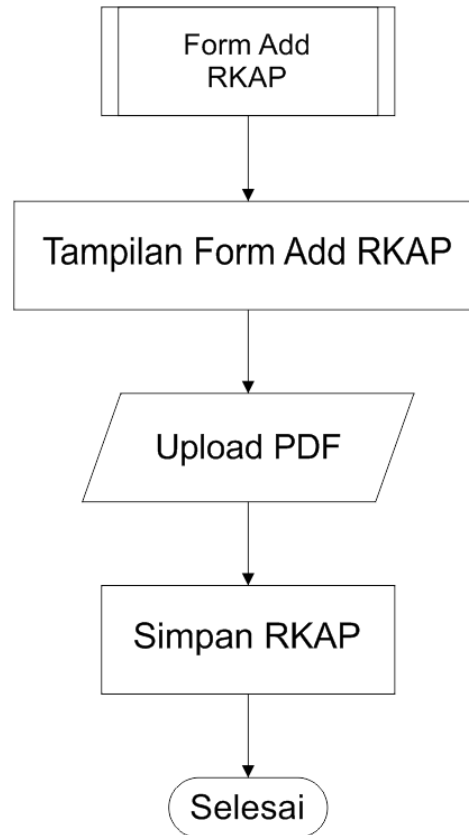 Form Add
RKAP
Tampilan Form Add RKAP
Upload PDF
Simpan RKAP
Selesai